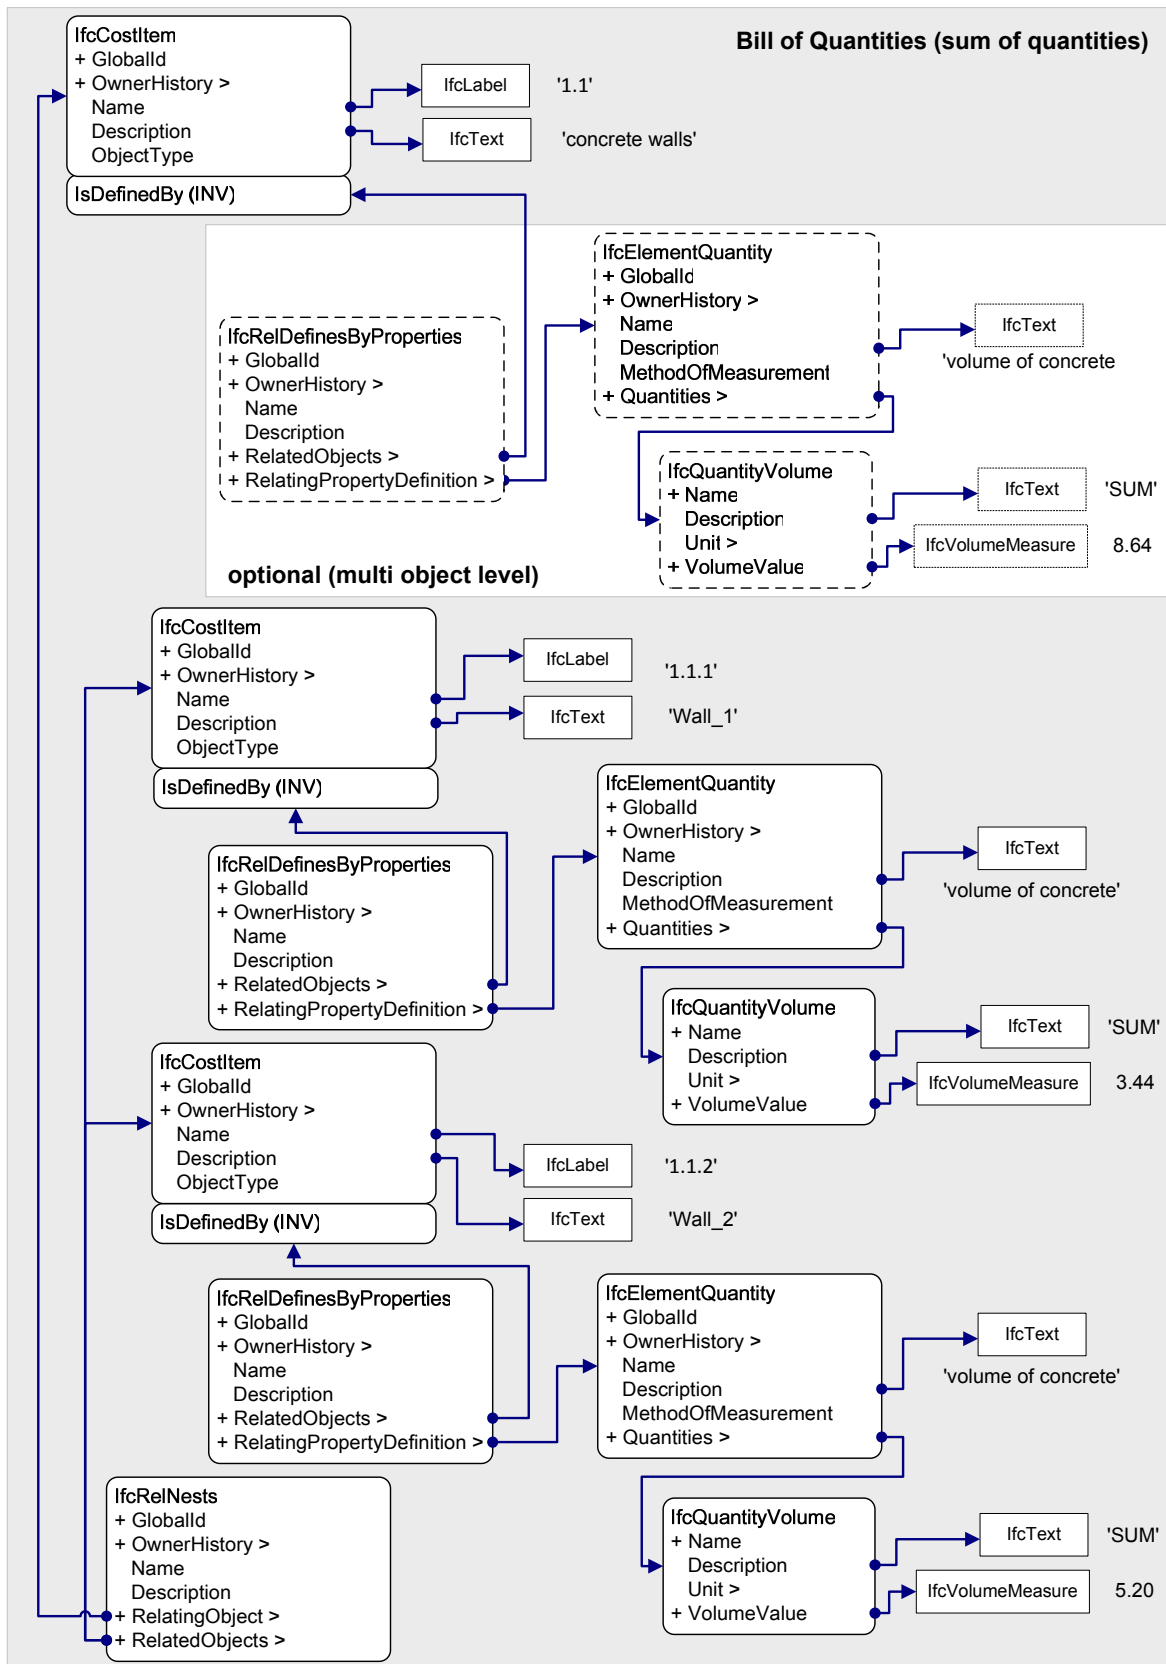 Bill of Quantities (sum of quantities)
IfcCostItem
+ GlobalId
+ OwnerHistory >
Name
Description
ObjectType
IsDefinedBy (INV)
IfcLabel
'1.1'
IfcText
'concrete walls'
IfcElementQuantity
+ GlobalId
+ OwnerHistory >
Name
Description
MethodOfMeasurement
+ Quantities >
IfcText
'volume of concrete
IfcRelDefinesByProperties
+ GlobalId
+ OwnerHistory >
Name
Description
+ RelatedObjects >
+ RelatingPropertyDefinition >
IfcQuantityVolume
+ Name
Description
Unit >
+ VolumeValue
IfcText
'SUM'
IfcVolumeMeasure
8.64
optional (multi object level)
IfcCostItem
+ GlobalId
+ OwnerHistory >
Name
Description
ObjectType
IsDefinedBy (INV)
IfcLabel
'1.1.1'
IfcText
'Wall_1'
IfcElementQuantity
+ GlobalId
+ OwnerHistory >
Name
Description
MethodOfMeasurement
+ Quantities >
IfcText
'volume of concrete'
IfcRelDefinesByProperties
+ GlobalId
+ OwnerHistory >
Name
Description
+ RelatedObjects >
+ RelatingPropertyDefinition >
IfcQuantityVolume
+ Name
Description
Unit >
+ VolumeValue
IfcText
'SUM'
IfcVolumeMeasure
3.44
IfcCostItem
+ GlobalId
+ OwnerHistory >
Name
Description
ObjectType
IsDefinedBy (INV)
IfcLabel
'1.1.2'
IfcText
'Wall_2'
IfcElementQuantity
+ GlobalId
+ OwnerHistory >
Name
Description
MethodOfMeasurement
+ Quantities >
IfcText
'volume of concrete'
IfcRelDefinesByProperties
+ GlobalId
+ OwnerHistory >
Name
Description
+ RelatedObjects >
+ RelatingPropertyDefinition >
IfcQuantityVolume
+ Name
Description
Unit >
+ VolumeValue
IfcText
'SUM'
IfcVolumeMeasure
5.20
IfcRelNests
+ GlobalId
+ OwnerHistory >
Name
Description
+ RelatingObject >
+ RelatedObjects >